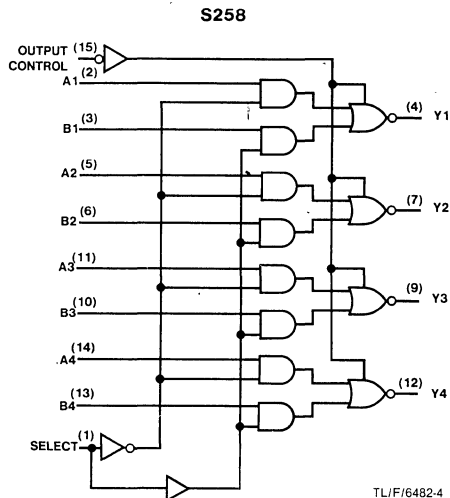 S258
OUTPUT CONTROL (15)
A1 (2)
B1 (3)
A2 (5)
B2 (6)
A3 (11)
B3 (10)
A4 (14)
B4 (13)
SELECT (1)
(4) Y1
(7) Y2
(9) Y3
(12) Y4
TL/F/6482-4